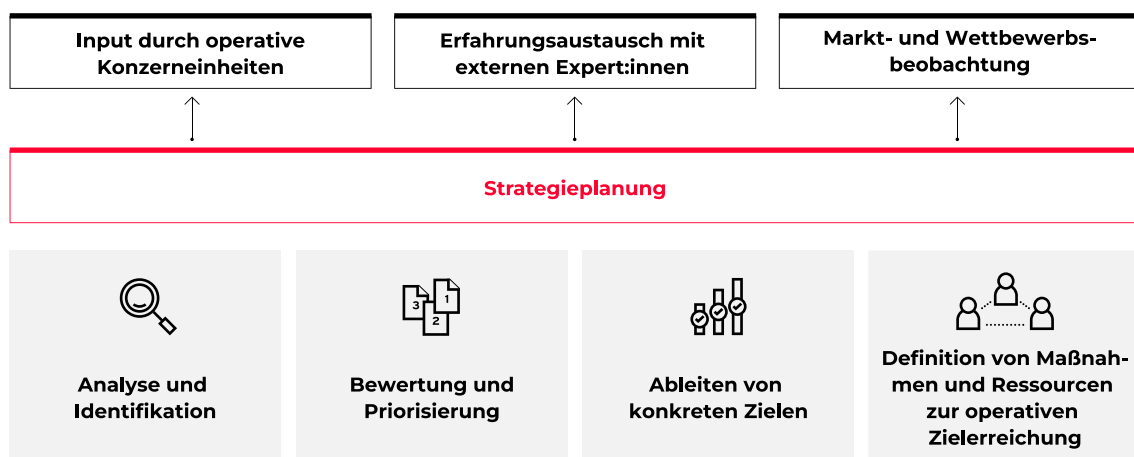 Input durch operative
Konzerneinheiten
Erfahrungsaustausch mit
externen Expert:innen
Markt- und Wettbewerbs-
beobachtung
Strategieplanung
Analyse und
Identifikation
3
1
2
Bewertung und
Priorisierung
Ableiten von
konkreten Zielen
Definition von Maßnah-
men und Ressourcen
zur operativen
Zielerreichung